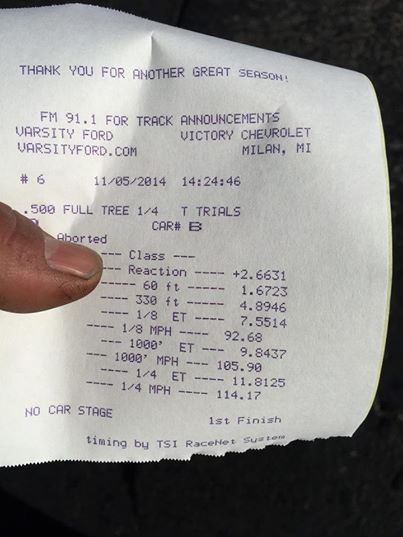 THANK YOU FOR ANOTHER GREAT SEASON!
FM 91.1 FOR TRACK ANNOUNCEMENTS
VARSITY FORD VICTORY CHEVROLET
VARSITYFORD.COM MILAN, MI
# 6 11/05/2014 14:24:46
.500 FULL TREE 1/4 T TRIALS
CAR# B
Aborted
--- Class ---
--- Reaction ---- +2.6631
----- 60 ft ----- 1.6723
---- 330 ft ---- 4.8946
---- 1/8 ET ---- 7.5514
---- 1/8 MPH ---- 92.68
--- 1000' ET ---- 9.8437
--- 1000' MPH ---- 105.90
---- 1/4 ET ---- 11.8125
---- 1/4 MPH ---- 114.17
NO CAR STAGE
1st Finish
timing by TSI RaceNet System